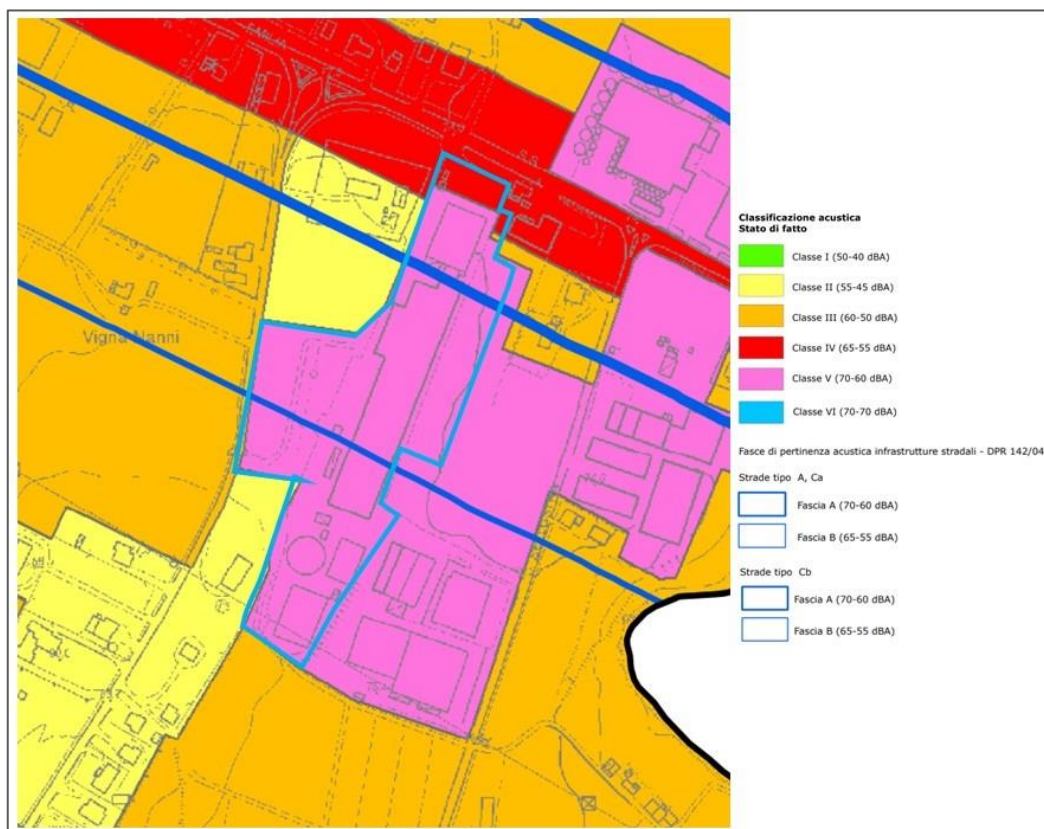 EMILIA
Vigna Nanni
Classificazione acustica
Stato di fatto
Classe I (50-40 dBA)
Classe II (55-45 dBA)
Classe III (60-50 dBA)
Classe IV (65-55 dBA)
Classe V (70-60 dBA)
Classe VI (70-70 dBA)
Fasce di pertinenza acustica infrastrutture stradali - DPR 142/04
Strade tipo A, Ca
Fascia A (70-60 dBA)
Fascia B (65-55 dBA)
Strade tipo Cb
Fascia A (70-60 dBA)
Fascia B (65-55 dBA)